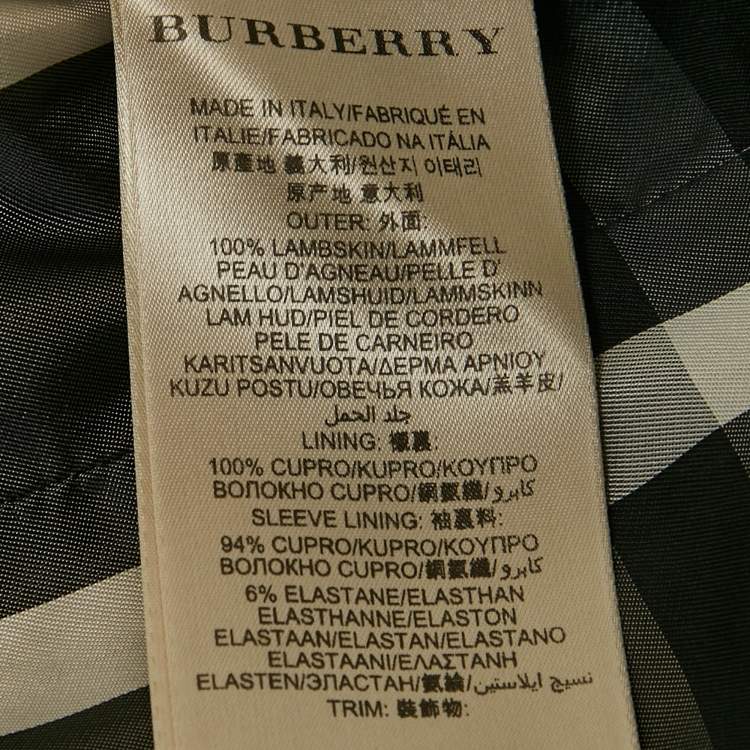 BURBERRY
MADE IN ITALY/FABRIQUÉ EN
ITALIE/FABRICADO NA ITÁLIA
原產地 義大利/원산지 이태리
原产地 意大利
OUTER: 外面:
100% LAMBSKIN/LAMMFELL
PEAU D'AGNEAU/PELLE D'
AGNELLO/LAMSHUID/LAMMSKINN
LAM HUD/PIEL DE CORDERO
PELE DE CARNEIRO
KARITSANVUOTA/ΔΕΡΜΑ ΑΡΝΙΟΥ
KUZU POSTU/ОВЕЧЬЯ КОЖА/羔羊皮/
جلد الحمل
LINING: 襯裏:
100% CUPRO/KUPRO/ΚΟΥΠΡΟ
ВОЛОКНО CUPRO/銅氨纖/كابرو
SLEEVE LINING: 袖裏料:
94% CUPRO/KUPRO/ΚΟΥΠΡΟ
ВОЛОКНО CUPRO/銅氨纖/كابرو
6% ELASTANE/ELASTHAN
ELASTHANNE/ELASTON
ELASTAAN/ELASTAN/ELASTANO
ELASTAANI/ΕΛΑΣΤΑΝΗ
ELASTEN/ЭЛАСТАН/氨綸/نسيج ايلاستين
TRIM: 裝飾物: